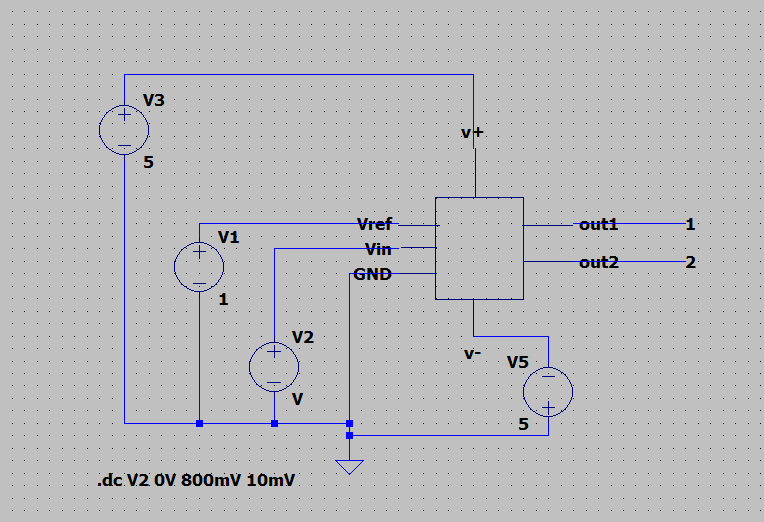 V3
v+
5
Vref
out1
1
V1
Vin
GND
out2
2
1
V2
v-
V5
V
5
.dc V2 0V 800mV 10mV